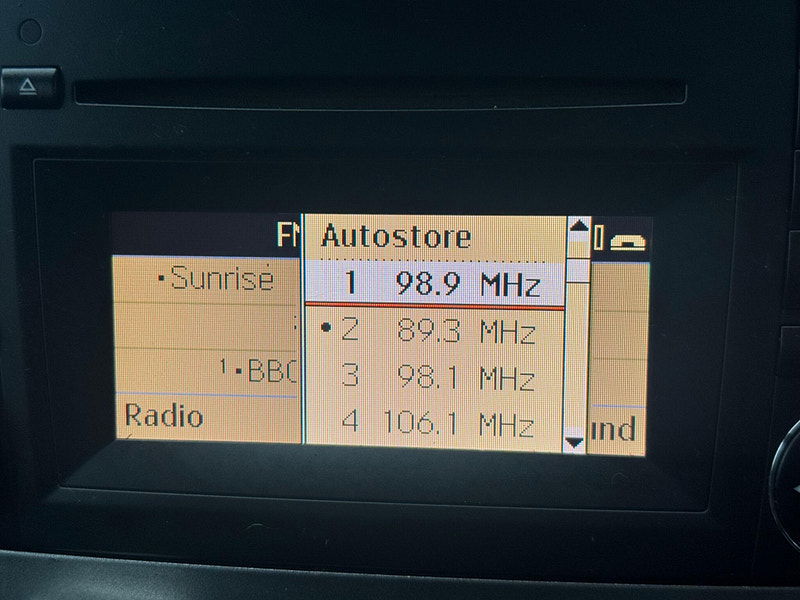 FM Autostore
Sunrise 1 98.9 MHz
2 89.3 MHz
1 BBC 3 98.1 MHz
Radio 4 106.1 MHz